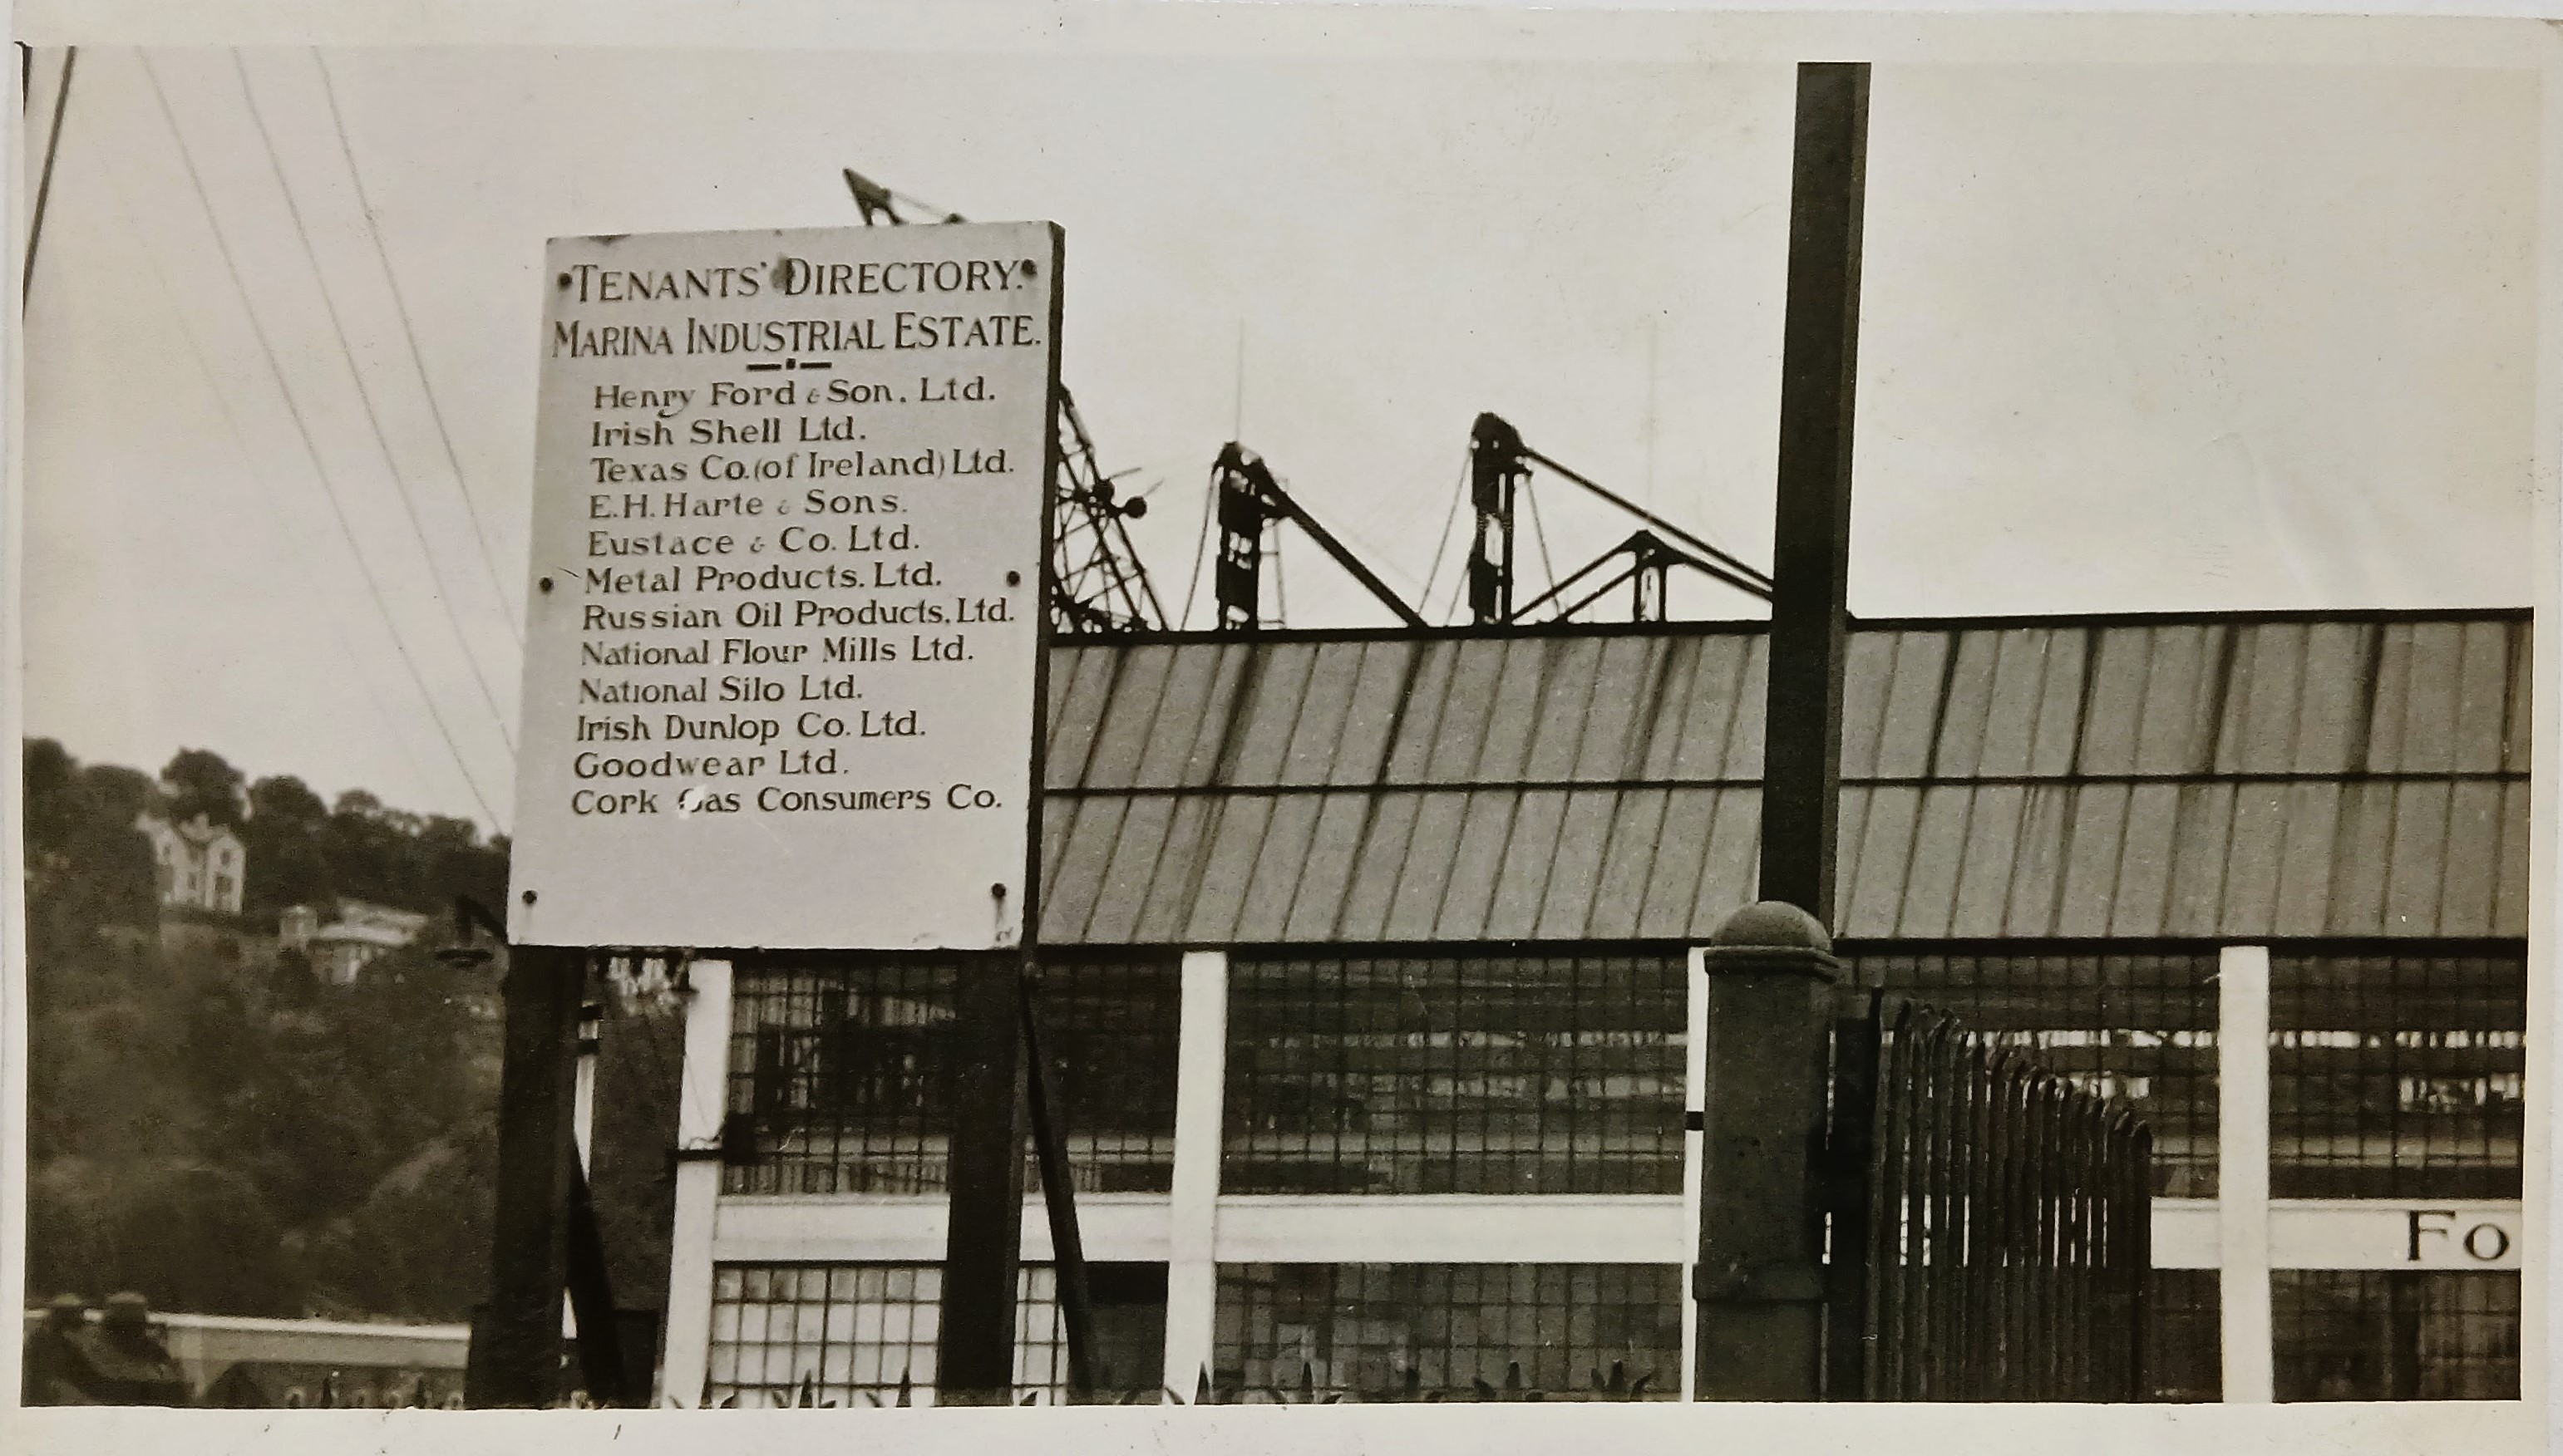 TENANTS' DIRECTORY.
MARINA INDUSTRIAL ESTATE.
Henry Ford & Son. Ltd.
Irish Shell Ltd.
Texas Co. (of Ireland) Ltd.
E.H. Harte & Sons.
Eustace & Co. Ltd.
Metal Products. Ltd.
Russian Oil Products. Ltd.
National Flour Mills Ltd.
National Silo Ltd.
Irish Dunlop Co. Ltd.
Goodwear Ltd.
Cork Gas Consumers Co.
Fo